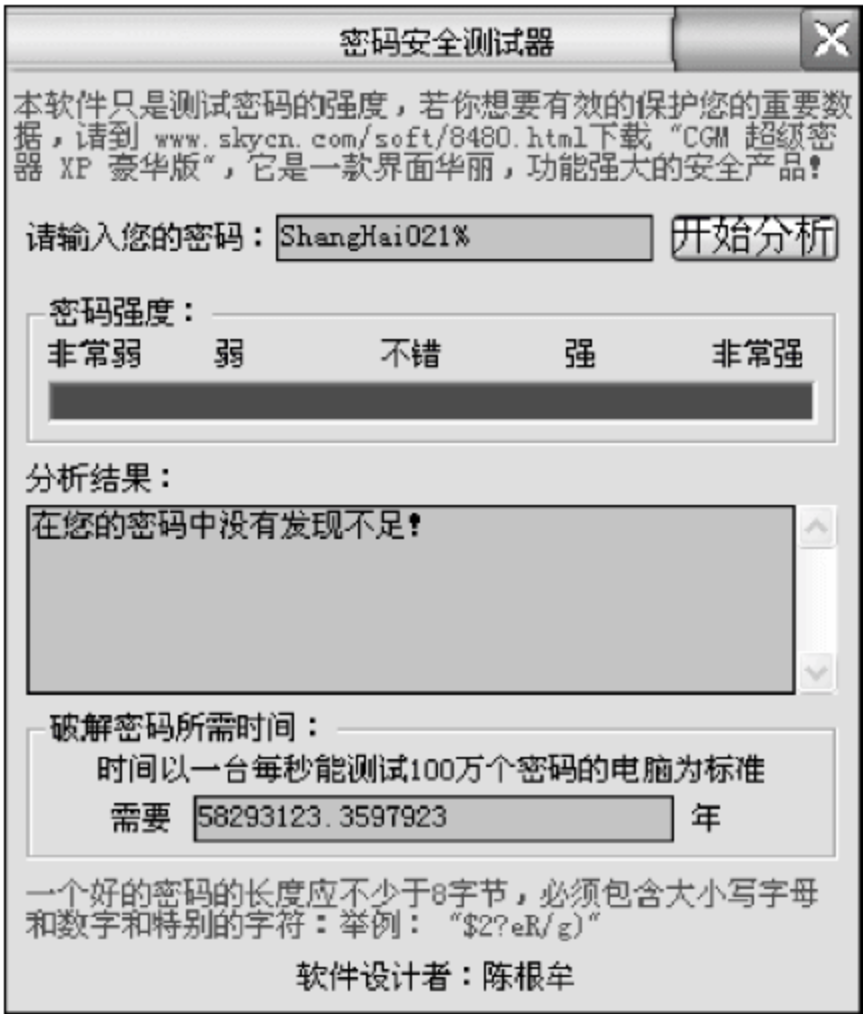 密码安全测试器
本软件只是测试密码的强度，若你想要有效的保护您的重要数
据，请到 www.skycn.com/soft/8480.html下载 “CGM 超级密
器 XP 豪华版“，它是一款界面华丽，功能强大的安全产品！
请输入您的密码： ShangHai021% 开始分析
密码强度：
非常弱 弱 不错 强 非常强
分析结果：
在您的密码中没有发现不足！
破解密码所需时间：
时间以一台每秒能测试100万个密码的电脑为标准
需要 58293123.3597923 年
一个好的密码的长度应不少于8字节，必须包含大小写字母
和数字和特别的字符：举例： “$2?eR/g)“
软件设计者：陈根牟